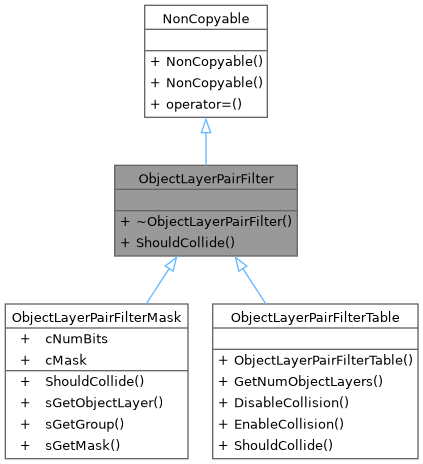 NonCopyable
+ NonCopyable()
+ NonCopyable()
+ operator=()
ObjectLayerPairFilter
+ ~ObjectLayerPairFilter()
+ ShouldCollide()
ObjectLayerPairFilterMask
+ cNumBits
+ cMask
+ ShouldCollide()
+ sGetObjectLayer()
+ sGetGroup()
+ sGetMask()
ObjectLayerPairFilterTable
+ ObjectLayerPairFilterTable()
+ GetNumObjectLayers()
+ DisableCollision()
+ EnableCollision()
+ ShouldCollide()